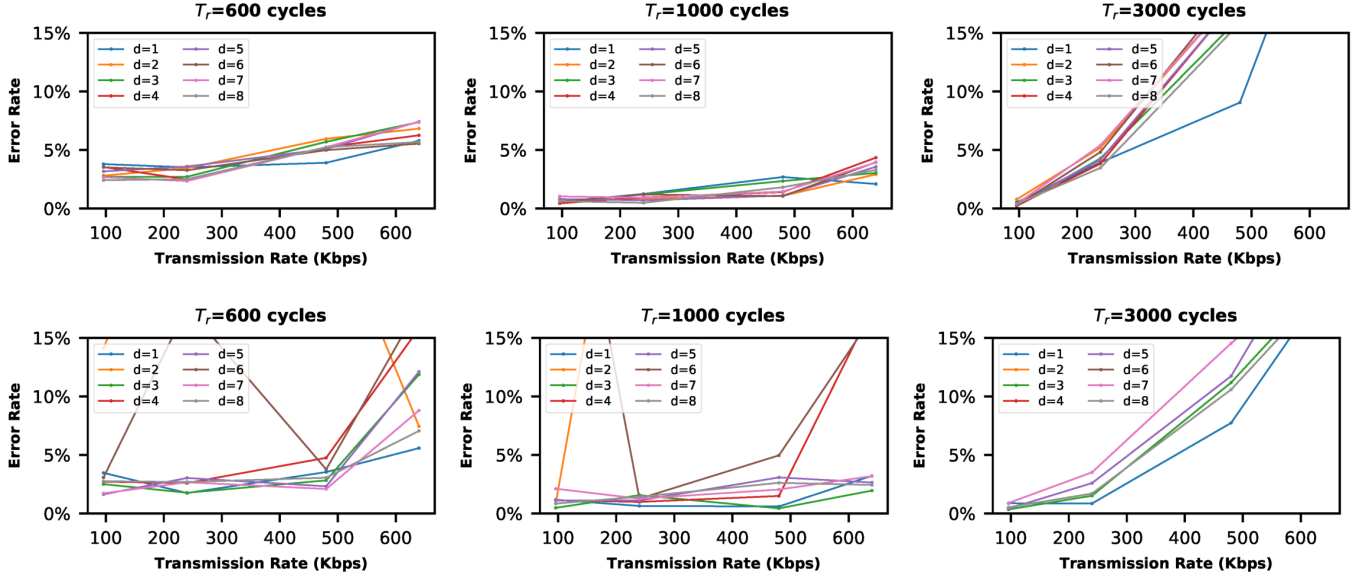 T_r=600 cycles
15%
10%
5%
0%
Error Rate
d=1 d=5
d=2 d=6
d=3 d=7
d=4 d=8
100 200 300 400 500 600
Transmission Rate (Kbps)
T_r=1000 cycles
15%
10%
5%
0%
Error Rate
d=1 d=5
d=2 d=6
d=3 d=7
d=4 d=8
100 200 300 400 500 600
Transmission Rate (Kbps)
T_r=3000 cycles
15%
10%
5%
0%
Error Rate
d=1 d=5
d=2 d=6
d=3 d=7
d=4 d=8
100 200 300 400 500 600
Transmission Rate (Kbps)
T_r=600 cycles
15%
10%
5%
0%
Error Rate
d=1 d=5
d=2 d=6
d=3 d=7
d=4 d=8
100 200 300 400 500 600
Transmission Rate (Kbps)
T_r=1000 cycles
15%
10%
5%
0%
Error Rate
d=1 d=5
d=2 d=6
d=3 d=7
d=4 d=8
100 200 300 400 500 600
Transmission Rate (Kbps)
T_r=3000 cycles
15%
10%
5%
0%
Error Rate
d=1 d=5
d=2 d=6
d=3 d=7
d=4 d=8
100 200 300 400 500 600
Transmission Rate (Kbps)